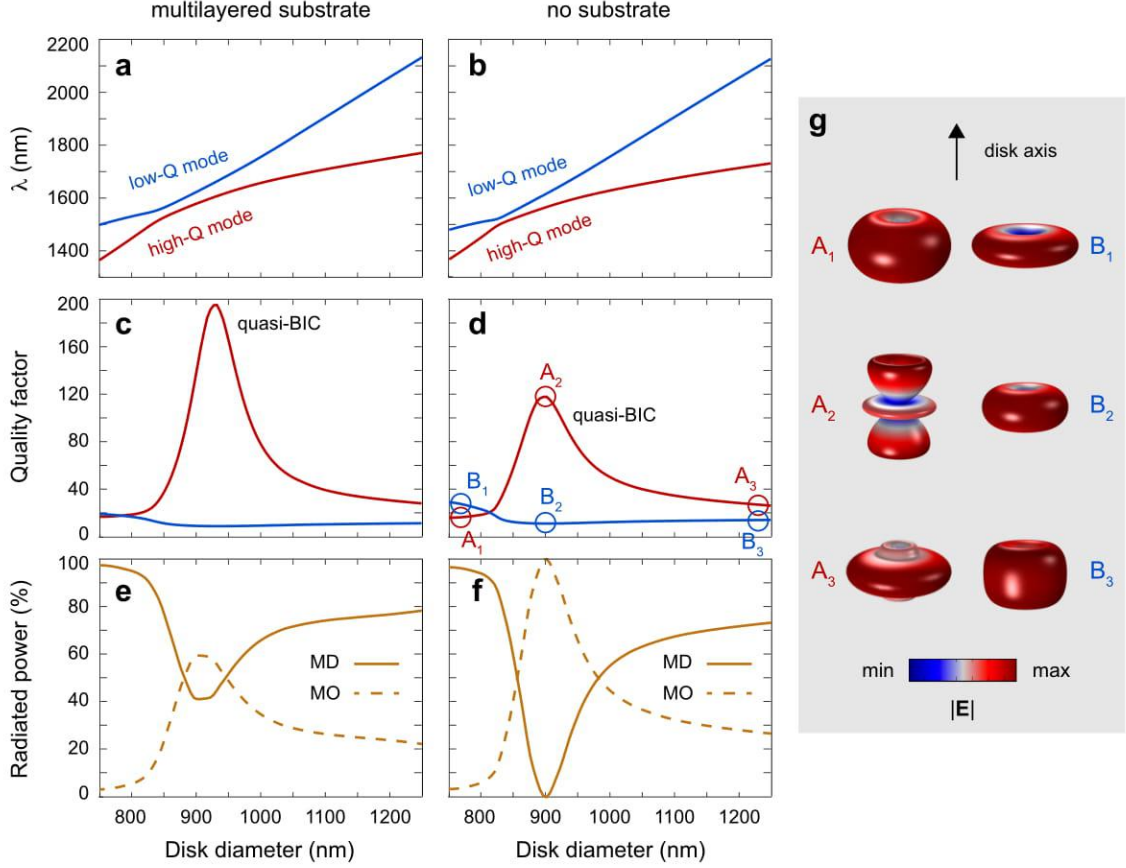 multilayered substrate
no substrate
a
2200
2000
1800
1600
1400
λ (nm)
low-Q mode
high-Q mode
b
low-Q mode
high-Q mode
c
200
160
120
80
40
0
Quality factor
quasi-BIC
d
A2
quasi-BIC
B1
A1
B2
A3
B3
e
100
80
60
40
20
0
Radiated power (%)
MD
MO
800 900 1000 1100 1200
Disk diameter (nm)
f
MD
MO
800 900 1000 1100 1200
Disk diameter (nm)
g
disk axis
A1 B1
A2 B2
A3 B3
min max
|E|